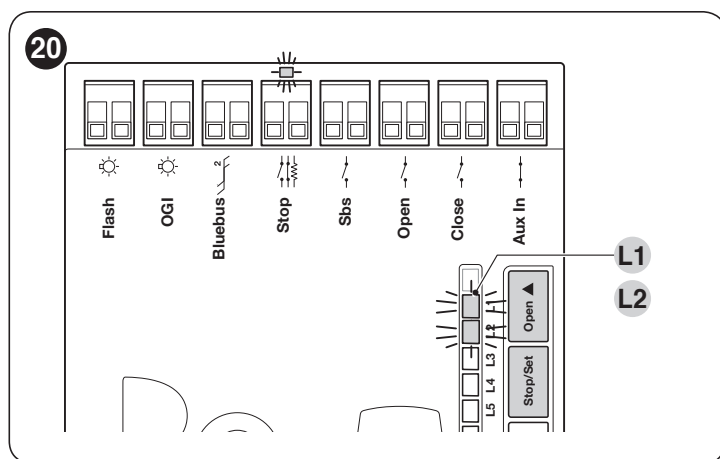 20
2
Flash
OGI
Bluebus
Stop
Sbs
Open
Close
Aux In
L1
L2
L3
L4
L5
Open ▲
Stop/Set
L1
L2